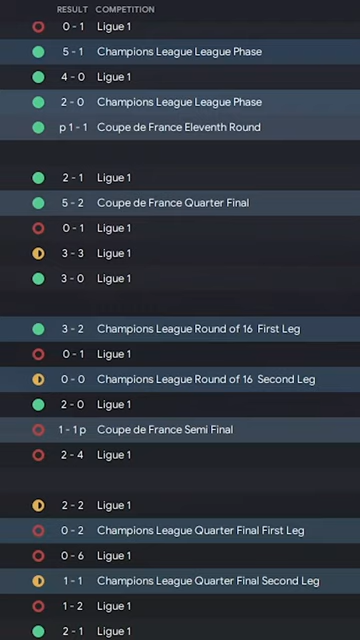 RESULT COMPETITION
0 - 1 Ligue 1
5 - 1 Champions League League Phase
4 - 0 Ligue 1
2 - 0 Champions League League Phase
p 1 - 1 Coupe de France Eleventh Round
2 - 1 Ligue 1
5 - 2 Coupe de France Quarter Final
0 - 1 Ligue 1
3 - 3 Ligue 1
3 - 0 Ligue 1
3 - 2 Champions League Round of 16 First Leg
0 - 1 Ligue 1
0 - 0 Champions League Round of 16 Second Leg
2 - 0 Ligue 1
1 - 1 p Coupe de France Semi Final
2 - 4 Ligue 1
2 - 2 Ligue 1
0 - 2 Champions League Quarter Final First Leg
0 - 6 Ligue 1
1 - 1 Champions League Quarter Final Second Leg
1 - 2 Ligue 1
2 - 1 Ligue 1